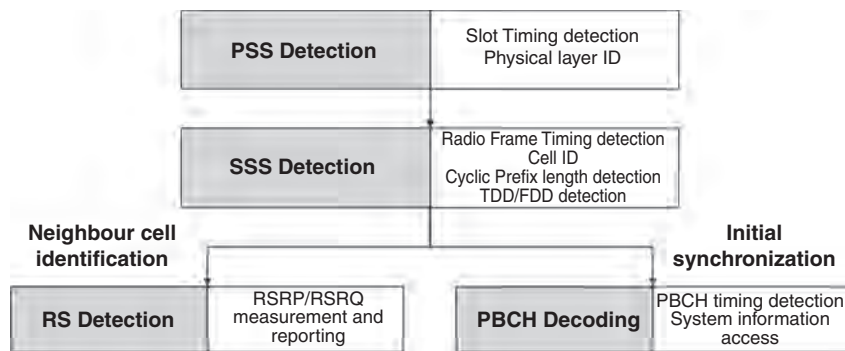 PSS Detection
Slot Timing detection
Physical layer ID
SSS Detection
Radio Frame Timing detection
Cell ID
Cyclic Prefix length detection
TDD/FDD detection
Neighbour cell
identification
Initial
synchronization
RS Detection
RSRP/RSRQ
measurement and
reporting
PBCH Decoding
PBCH timing detection
System information
access